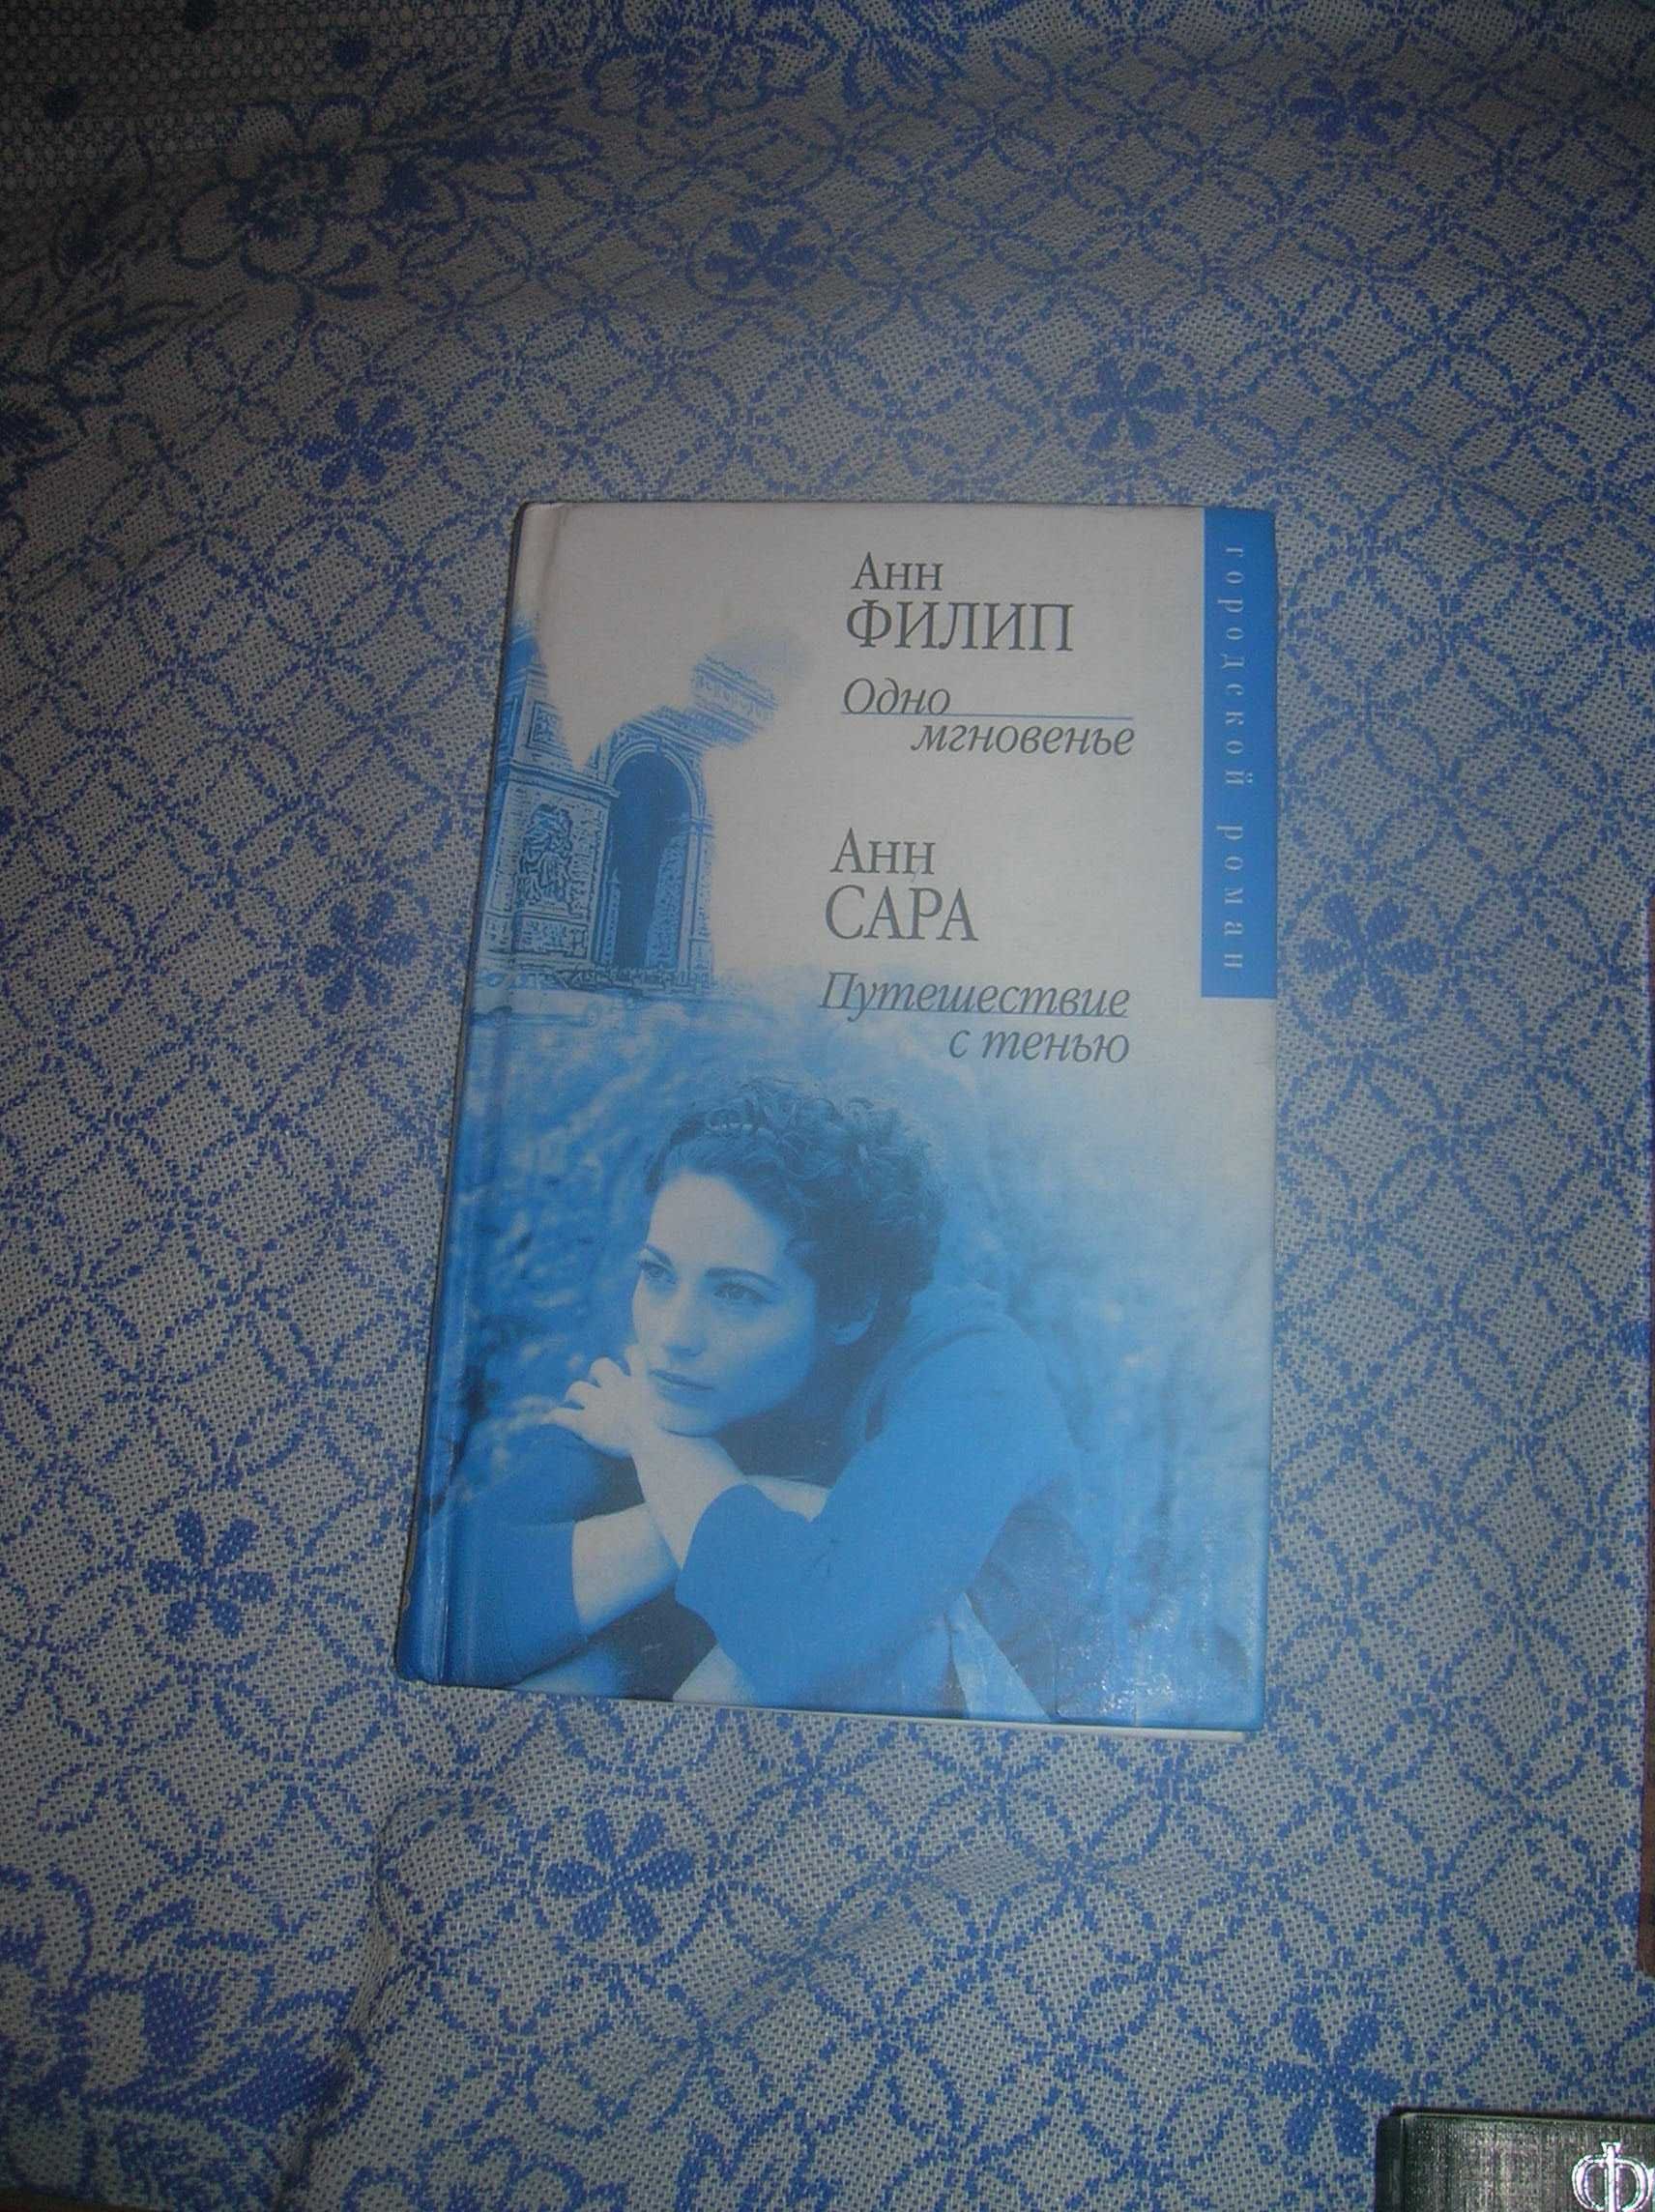 Анн
ФИЛИП
Одно
мгновенье
Анн
САРА
Путешествие
с тенью
городской роман
Ф